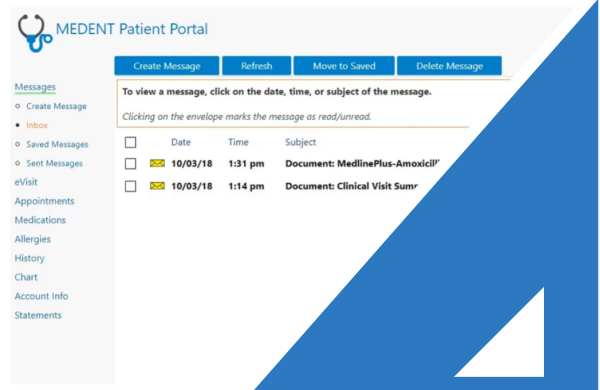 MEDENT Patient Portal
Create Message Refresh Move to Saved Delete Message
Messages
Create Message
Inbox
Saved Messages
Sent Messages
eVisit
Appointments
Medications
Allergies
History
Chart
Account Info
Statements
To view a message, click on the date, time, or subject of the message.
Clicking on the envelope marks the message as read/unread.
Date Time Subject
10/03/18 1:31 pm Document: MedlinePlus-
10/03/18 1:14 pm Document: Clinical Visit